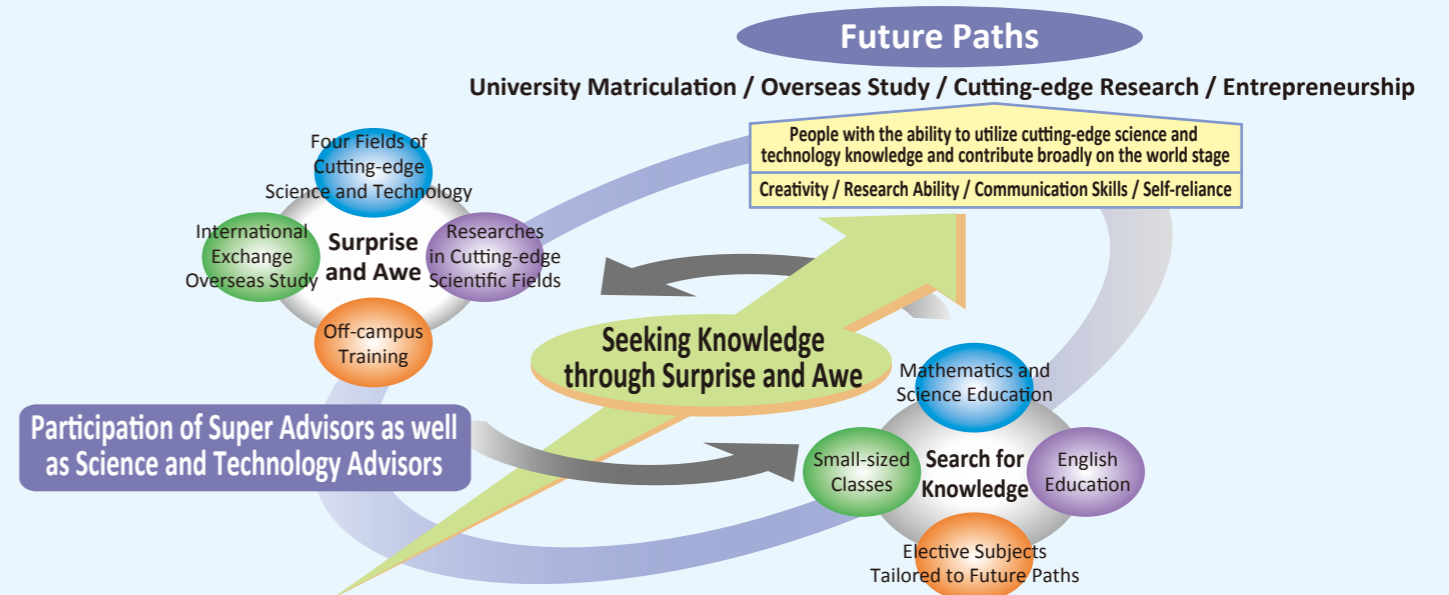 Future Paths
University Matriculation / Overseas Study / Cutting-edge Research / Entrepreneurship
People with the ability to utilize cutting-edge science and
technology knowledge and contribute broadly on the world stage
Creativity / Research Ability / Communication Skills / Self-reliance
Four Fields of
Cutting-edge
Science and Technology
International
Exchange
Overseas Study
Surprise
and Awe
Researches
in Cutting-edge
Scientific Fields
Off-campus
Training
Seeking Knowledge
through Surprise and Awe
Participation of Super Advisors as well
as Science and Technology Advisors
Mathematics and
Science Education
Small-sized
Classes
Search for
Knowledge
English
Education
Elective Subjects
Tailored to Future Paths